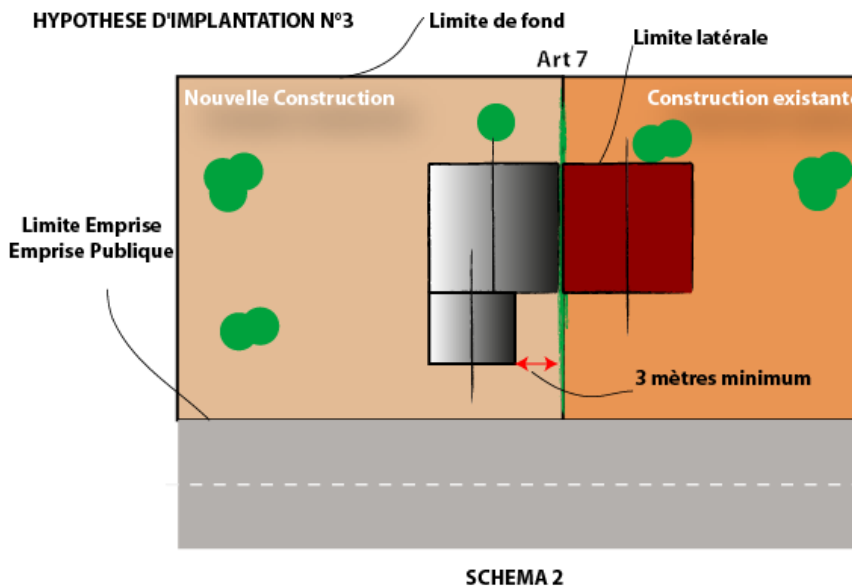 HYPOTHESE D'IMPLANTATION N°3
Limite de fond
Limite latérale
Art 7
Nouvelle Construction
Construction existante
Limite Emprise
Emprise Publique
3 mètres minimum
SCHEMA 2